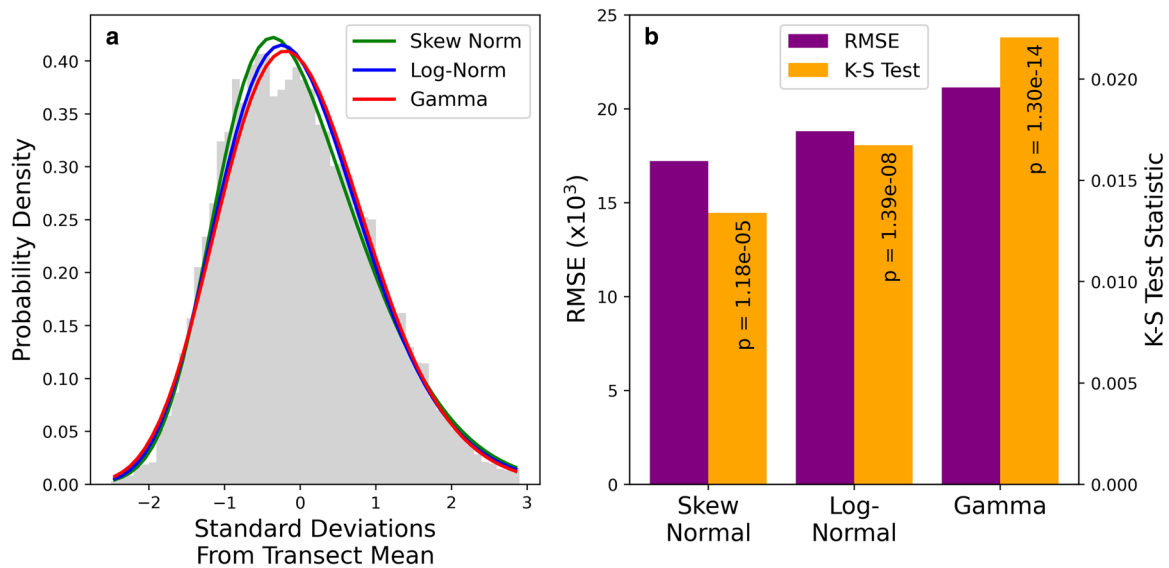 a
Skew Norm
Log-Norm
Gamma
Probability Density
0.40
0.35
0.30
0.25
0.20
0.15
0.10
0.05
0.00
−2
−1
0
1
2
3
Standard Deviations
From Transect Mean
b
RMSE
K-S Test
RMSE (x10³)
25
20
15
10
5
0
p = 1.18e-05
p = 1.39e-08
p = 1.30e-14
Skew
Normal
Log-
Normal
Gamma
0.020
0.015
0.010
0.005
0.000
K-S Test Statistic